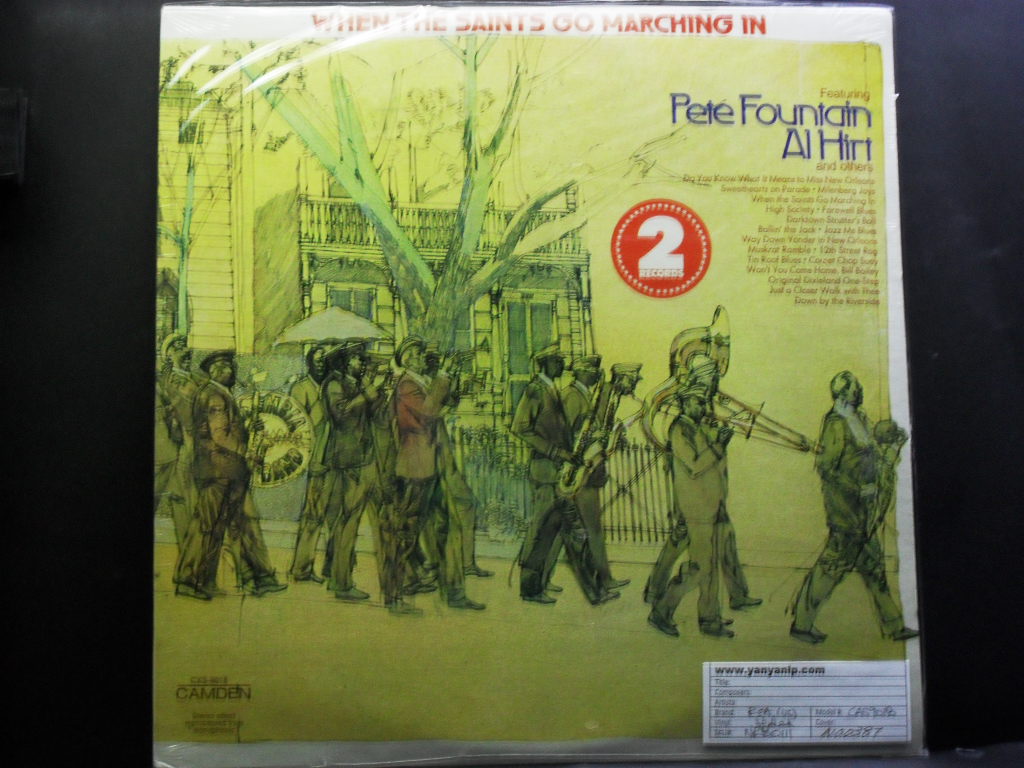 WHEN THE SAINTS GO MARCHING IN
Featuring
Pete Fountain
Al Hirt
and others
Do You Know What It Means to Miss New Orleans
Sweethearts on Parade • Milenberg Joys
When the Saints Go Marching In
High Society • Farewell Blues
Darktown Strutter's Ball
Ballin' the Jack • Jazz Me Blues
Way Down Yonder in New Orleans
Muskrat Ramble • 12th Street Rag
Tin Roof Blues • Cornet Chop Suey
Won't You Come Home, Bill Bailey
Original Dixieland One-Step
Just a Closer Walk with Thee
Down by the Riverside
2
RECORDS
BAND
CAMDEN
www.yanyanlp.com
Title:
Composers
Artists
Brand:
Model #:
Vinyl:
Cover:
N00387